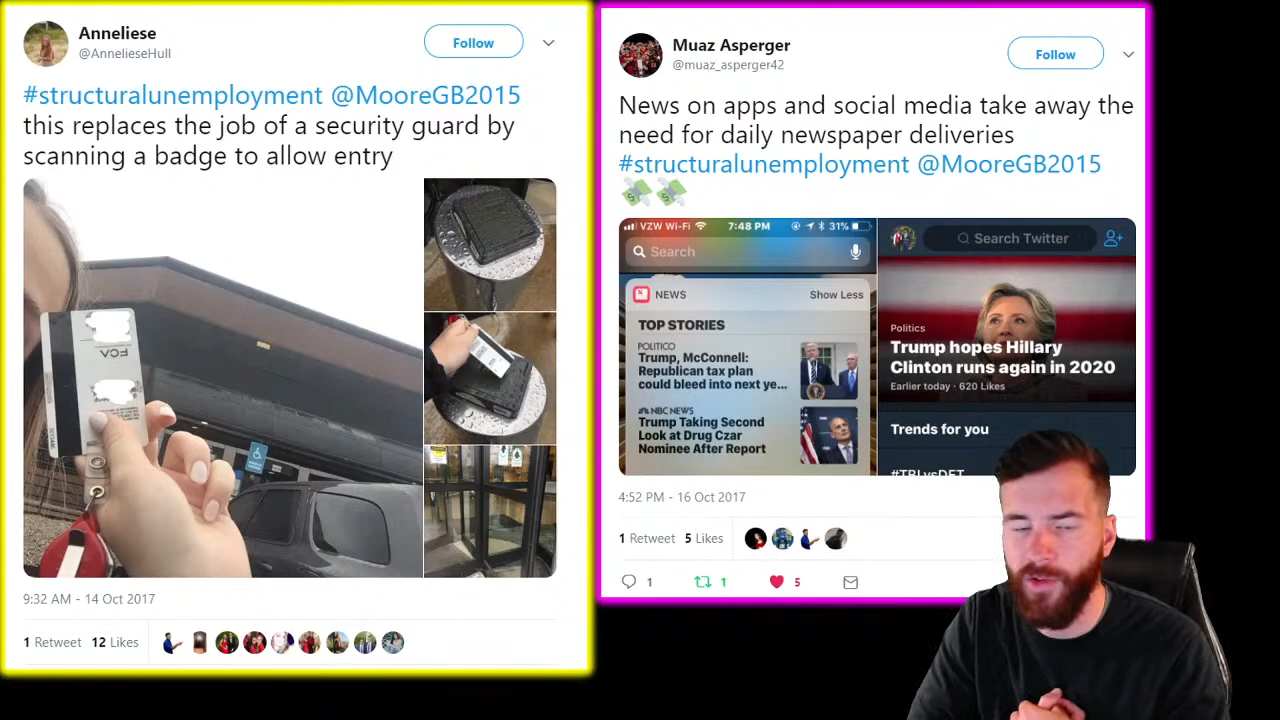 Anneliese
@AnnelieseHull
Follow
#structuralunemployment @MooreGB2015
this replaces the job of a security guard by
scanning a badge to allow entry
FCA
9:32 AM - 14 Oct 2017
1 Retweet 12 Likes
Muaz Asperger
@muaz_asperger42
Follow
News on apps and social media take away the
need for daily newspaper deliveries
#structuralunemployment @MooreGB2015
VZW Wi-Fi 7:48 PM 31%
Search
NEWS Show Less
TOP STORIES
POLITICO
Trump, McConnell:
Republican tax plan
could bleed into next ye...
NBC NEWS
Trump Taking Second
Look at Drug Czar
Nominee After Report
Search Twitter
Politics
Trump hopes Hillary
Clinton runs again in 2020
Earlier today · 620 Likes
Trends for you
#TBLvsDET
4:52 PM - 16 Oct 2017
1 Retweet 5 Likes
1 1 5